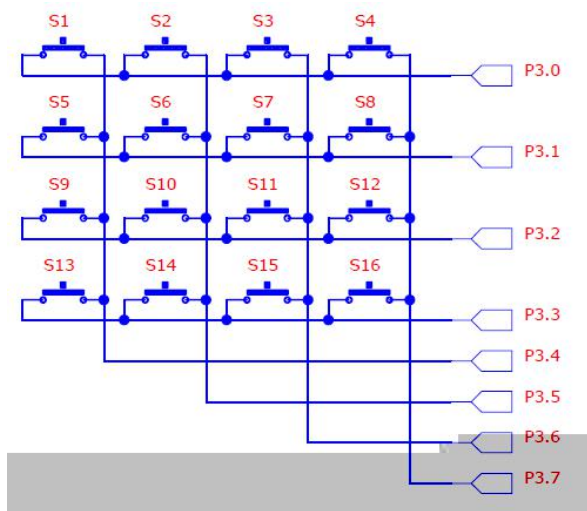 S1 S2 S3 S4
P3.0
S5 S6 S7 S8
P3.1
S9 S10 S11 S12
P3.2
S13 S14 S15 S16
P3.3
P3.4
P3.5
P3.6
P3.7